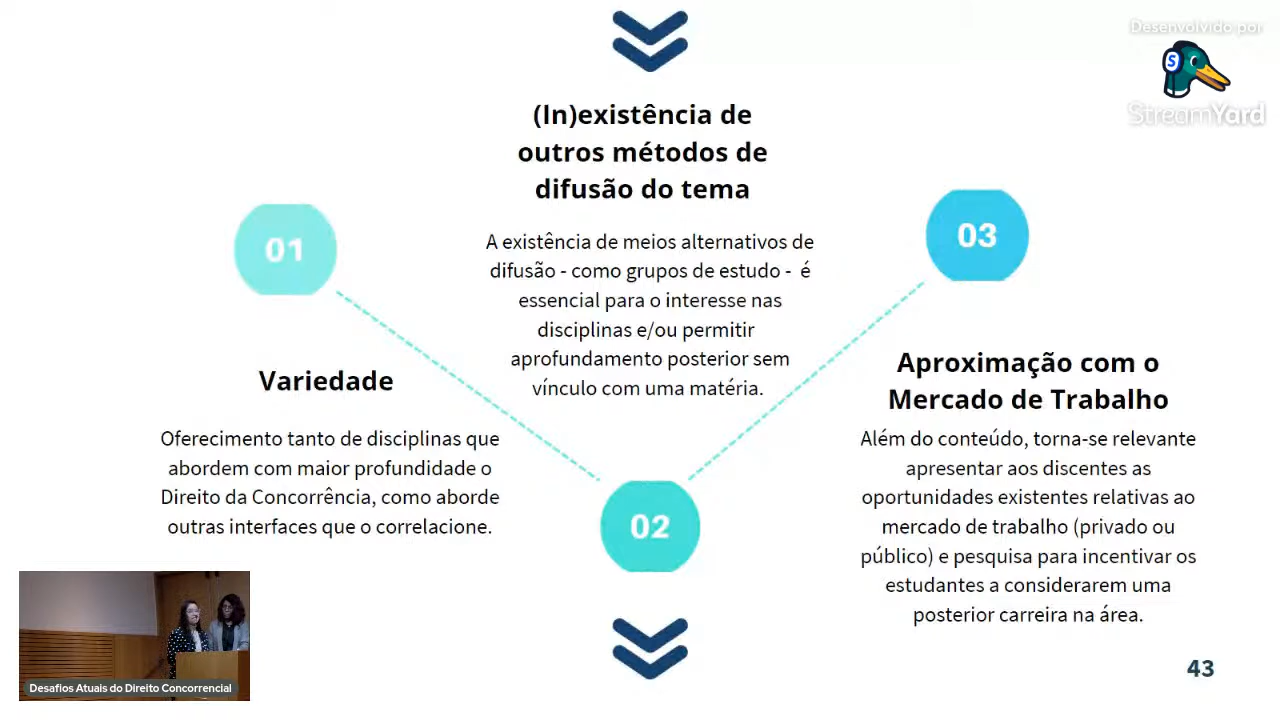 Desenvolvido por
S
StreamYard
(In)existência de
outros métodos de
difusão do tema
A existência de meios alternativos de
difusão - como grupos de estudo - é
essencial para o interesse nas
disciplinas e/ou permitir
aprofundamento posterior sem
vínculo com uma matéria.
01
Variedade
Oferecimento tanto de disciplinas que
abordem com maior profundidade o
Direito da Concorrência, como aborde
outras interfaces que o correlacione.
02
03
Aproximação com o
Mercado de Trabalho
Além do conteúdo, torna-se relevante
apresentar aos discentes as
oportunidades existentes relativas ao
mercado de trabalho (privado ou
público) e pesquisa para incentivar os
estudantes a considerarem uma
posterior carreira na área.
Desafios Atuais do Direito Concorrencial
43